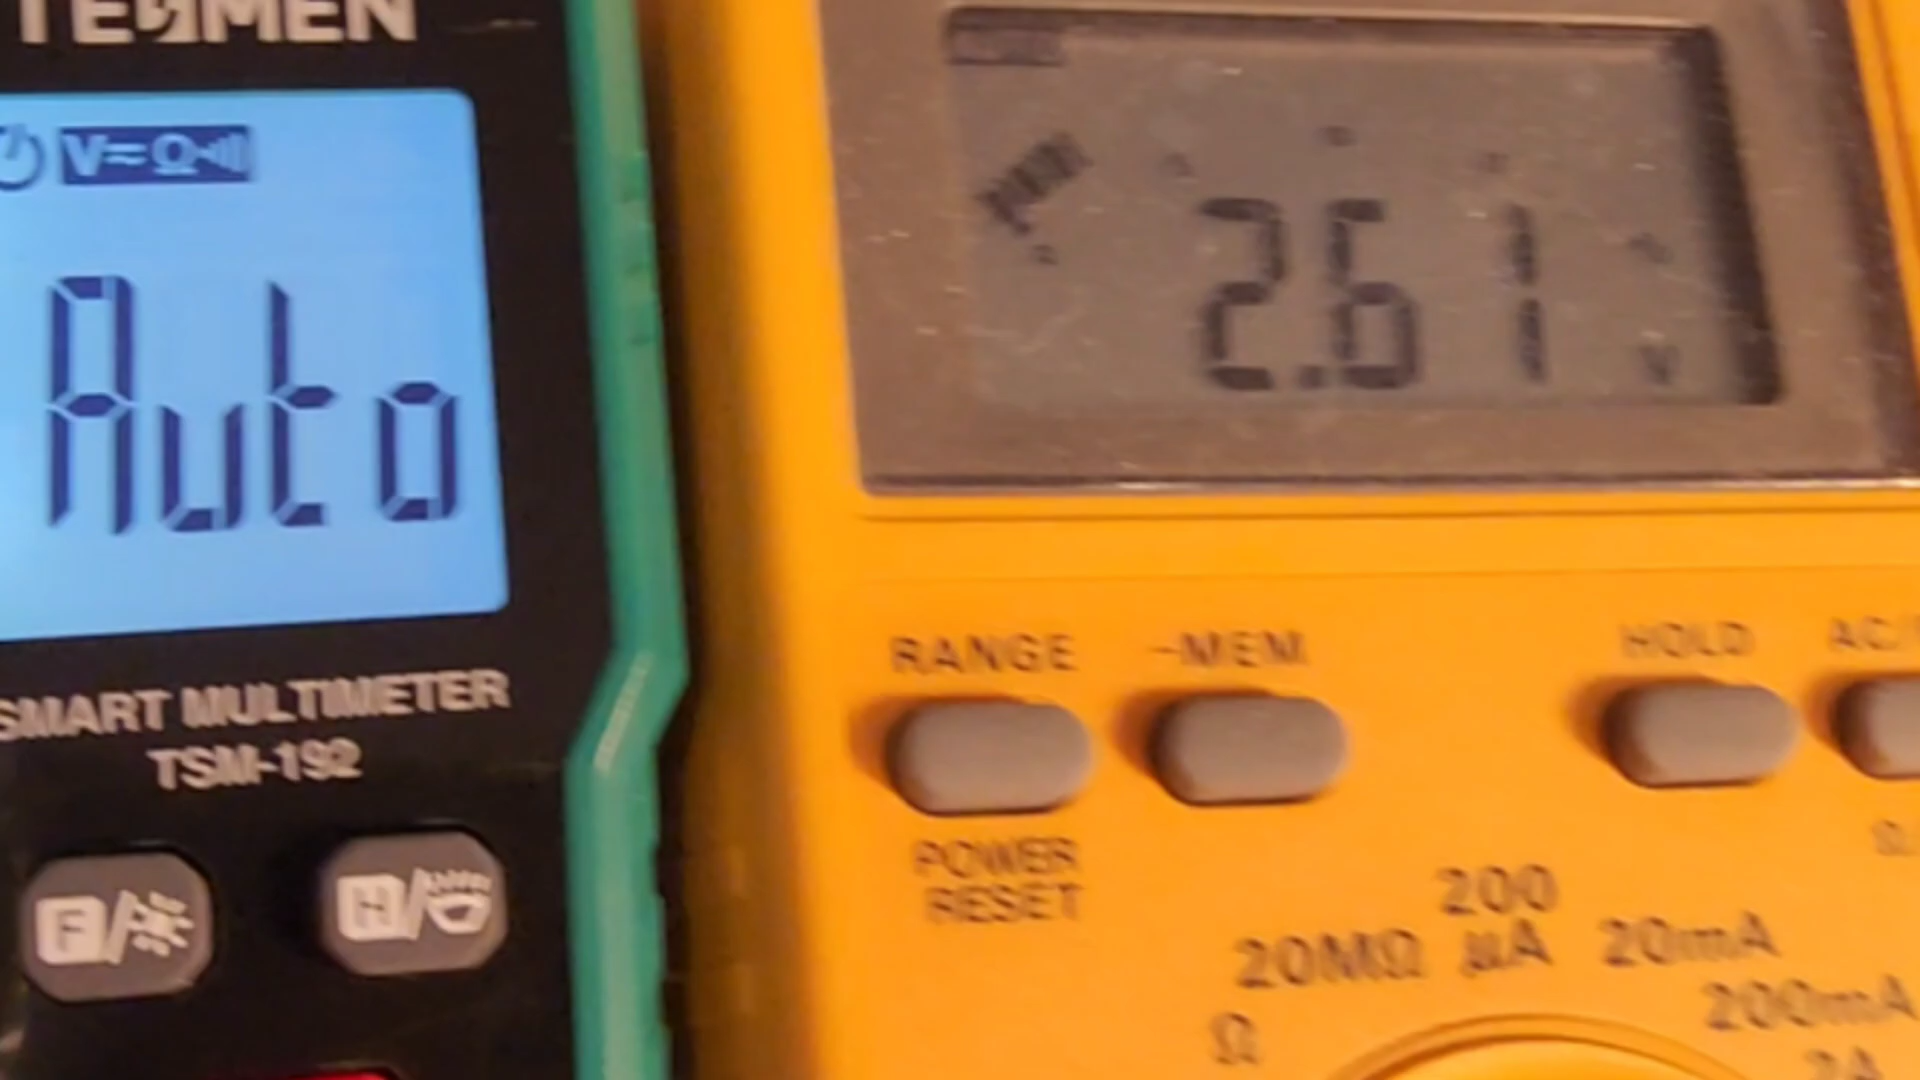 TESMEN
V Ω
Auto
SMART MULTIMETER
TSM-192
F/
H/
2.61
V
RANGE
-MEM
HOLD
AC/
POWER
RESET
200
20MΩ μA 20mA
Ω
200mA
2A